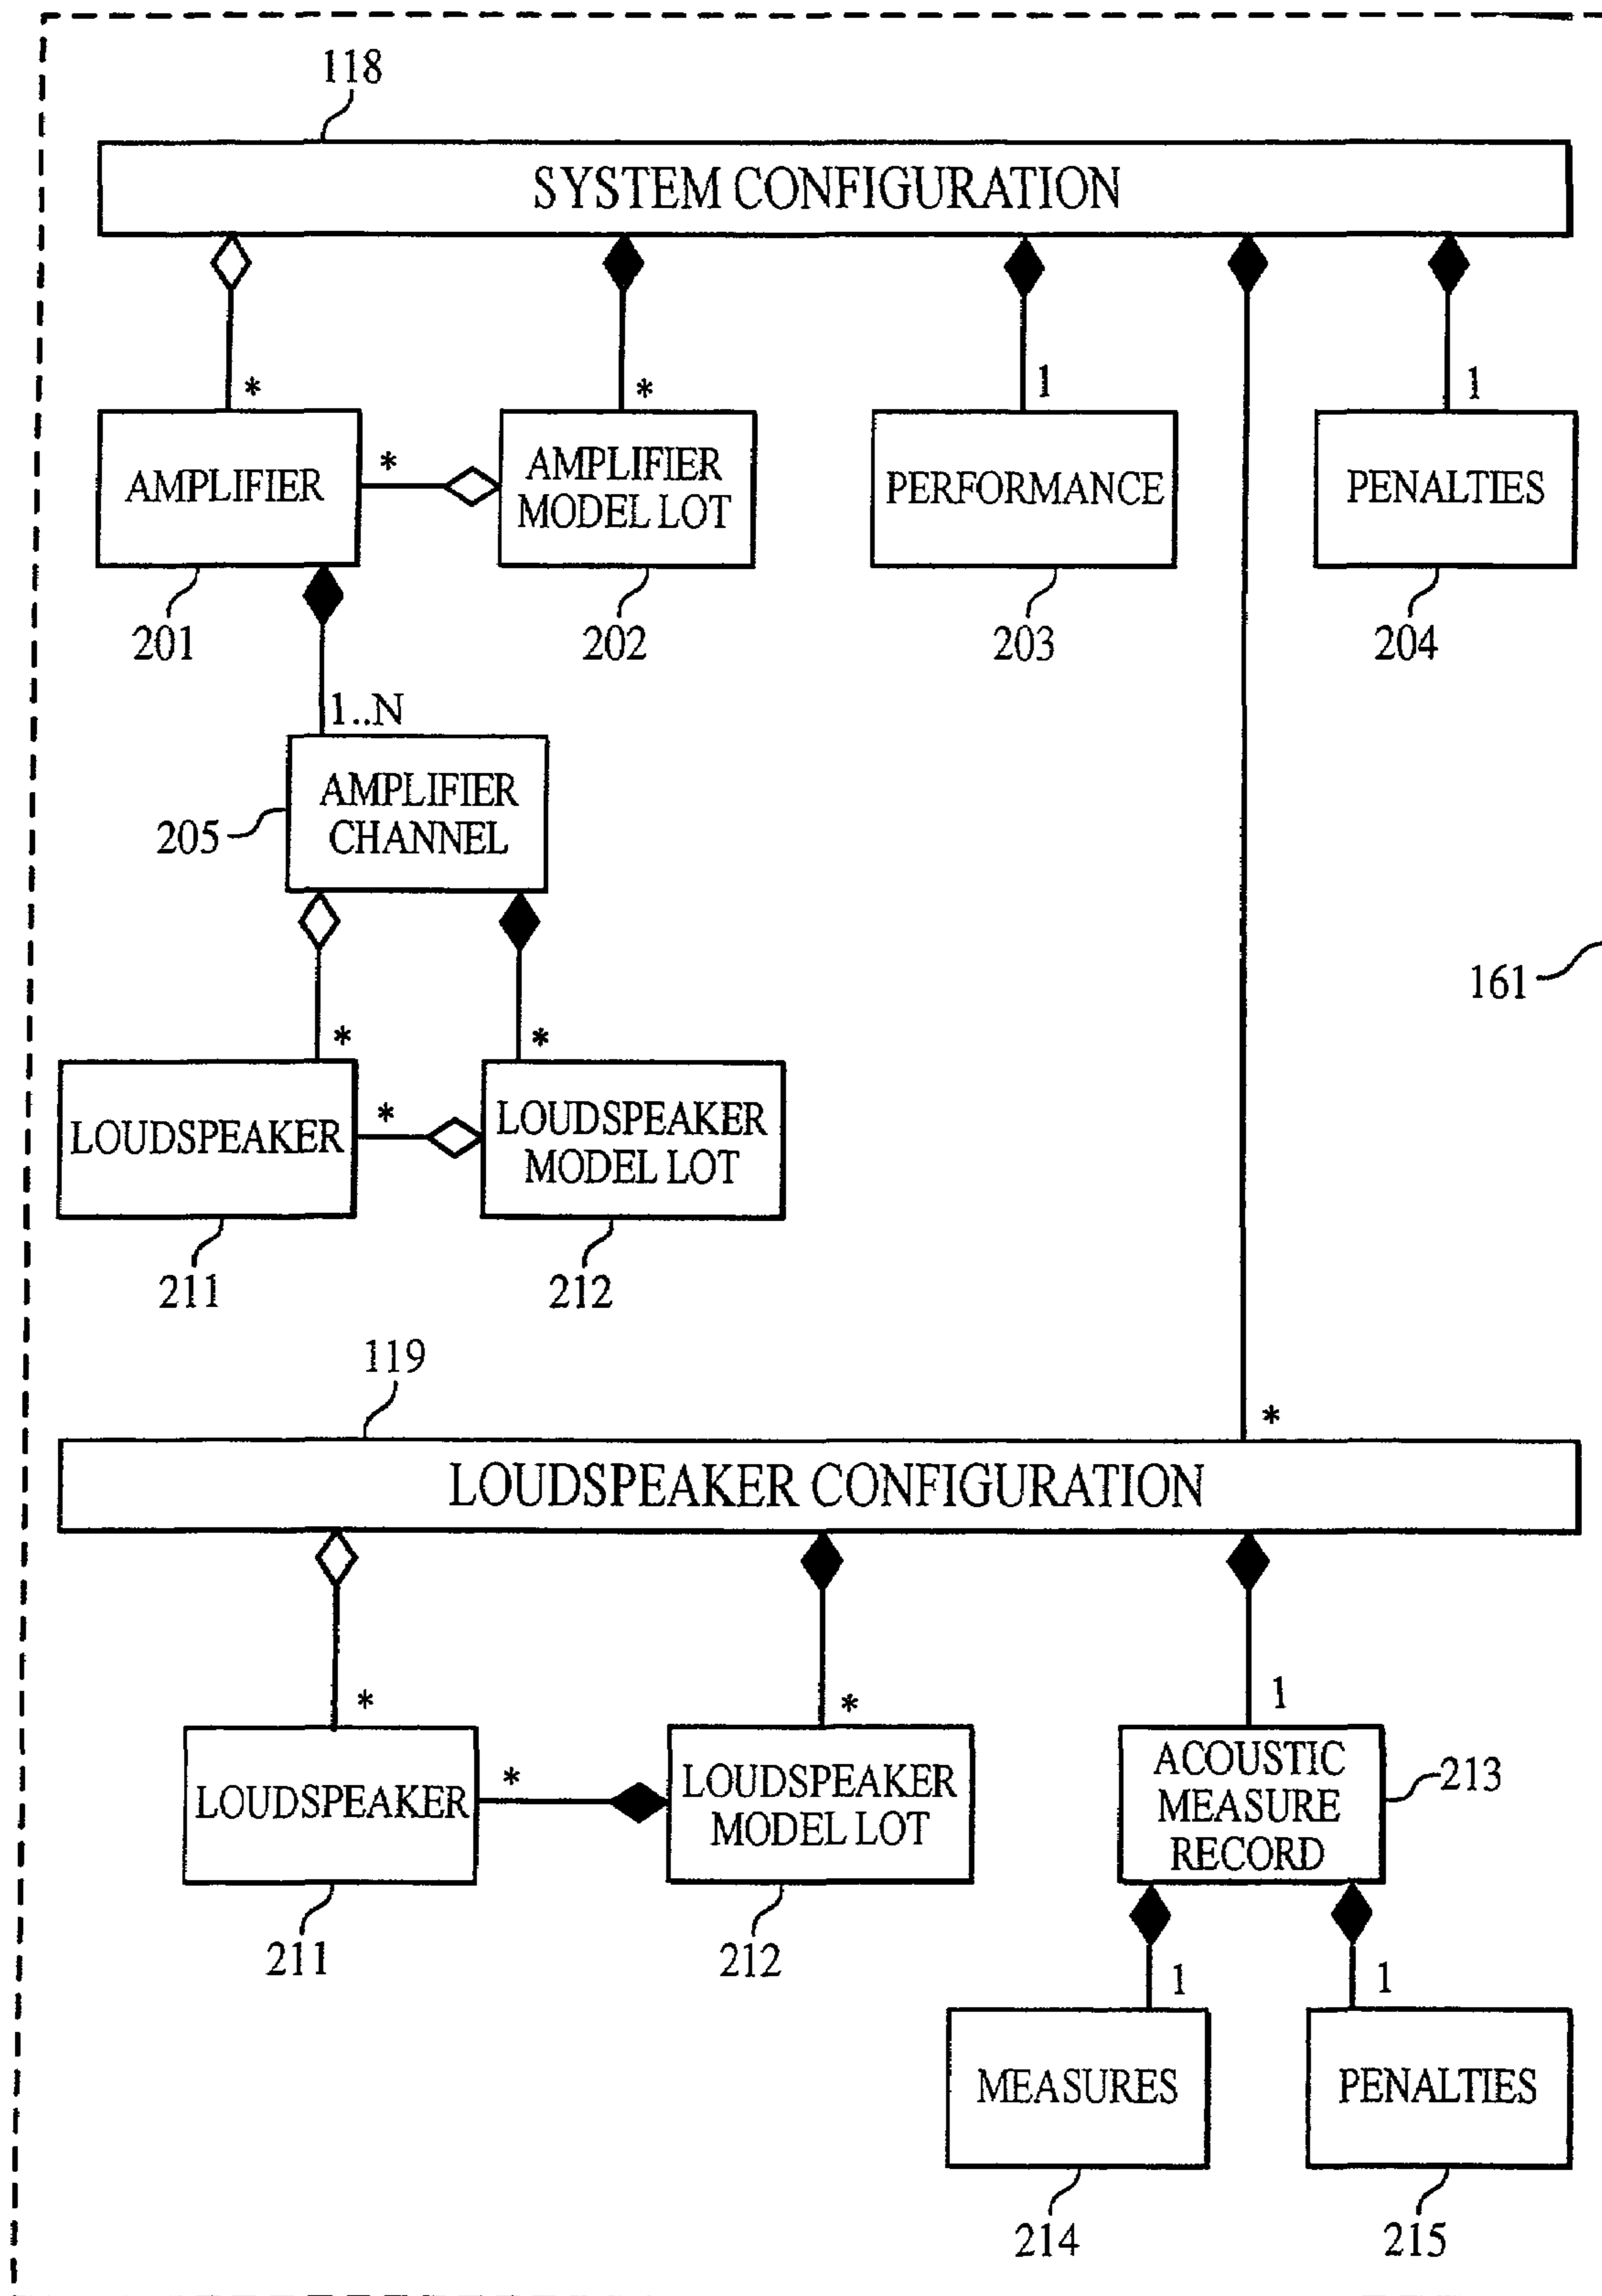 118
SYSTEM CONFIGURATION
*
*
1
1
AMPLIFIER
*
AMPLIFIER
MODEL LOT
PERFORMANCE
PENALTIES
201
202
203
204
1..N
AMPLIFIER
CHANNEL
205
161
*
*
LOUDSPEAKER
*
LOUDSPEAKER
MODEL LOT
211
212
119
*
LOUDSPEAKER CONFIGURATION
*
*
1
LOUDSPEAKER
*
LOUDSPEAKER
MODEL LOT
ACOUSTIC
MEASURE
RECORD
213
211
212
1
1
MEASURES
PENALTIES
214
215